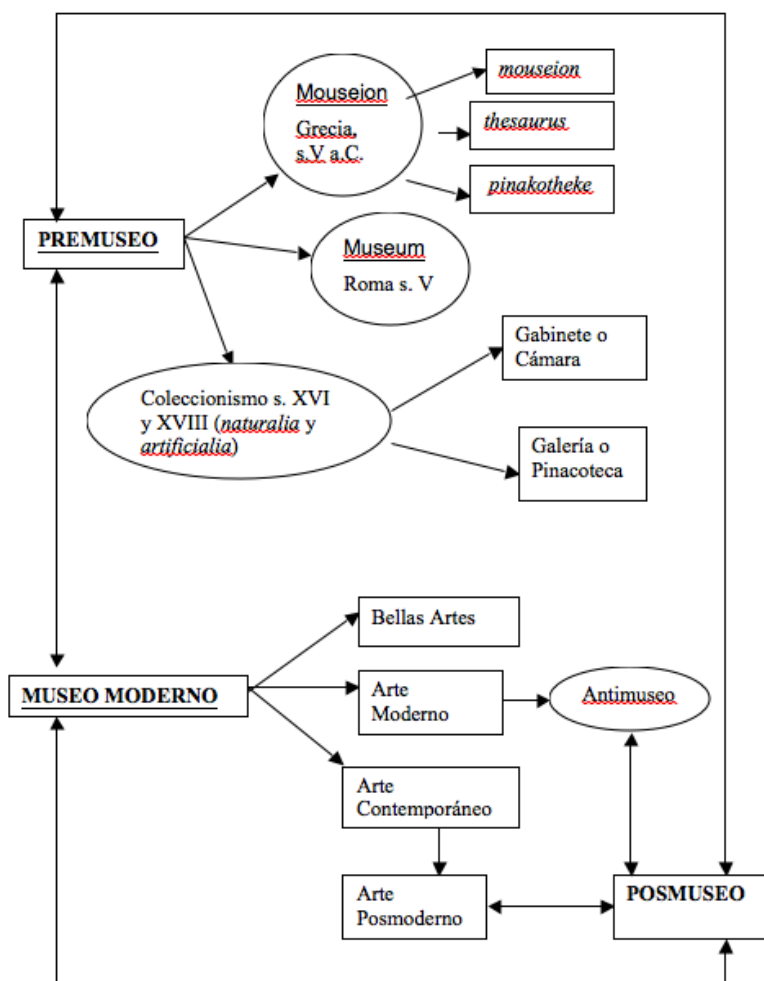 Mouseion
Grecia,
s.V a.C.
mouseion
thesaurus
pinakotheke
PREMUSEO
Museum
Roma s. V
Coleccionismo s. XVI
y XVIII (naturalia y
artificialia)
Gabinete o
Cámara
Galería o
Pinacoteca
Bellas Artes
MUSEO MODERNO
Arte
Moderno
Antimuseo
Arte
Contemporáneo
Arte
Posmoderno
POSMUSEO